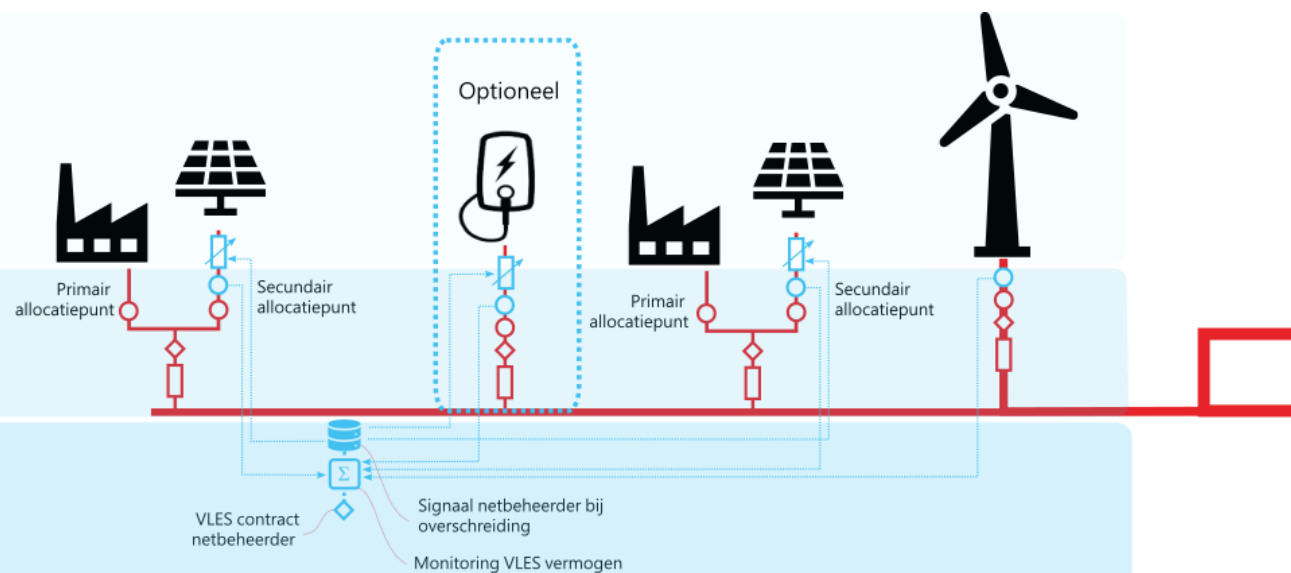 Optioneel
Primair
allocatiepunt
Secundair
allocatiepunt
Primair
allocatiepunt
Secundair
allocatiepunt
Σ
VLES contract
netbeheerder
Signaal netbeheerder bij
overschreiding
Monitoring VLES vermogen